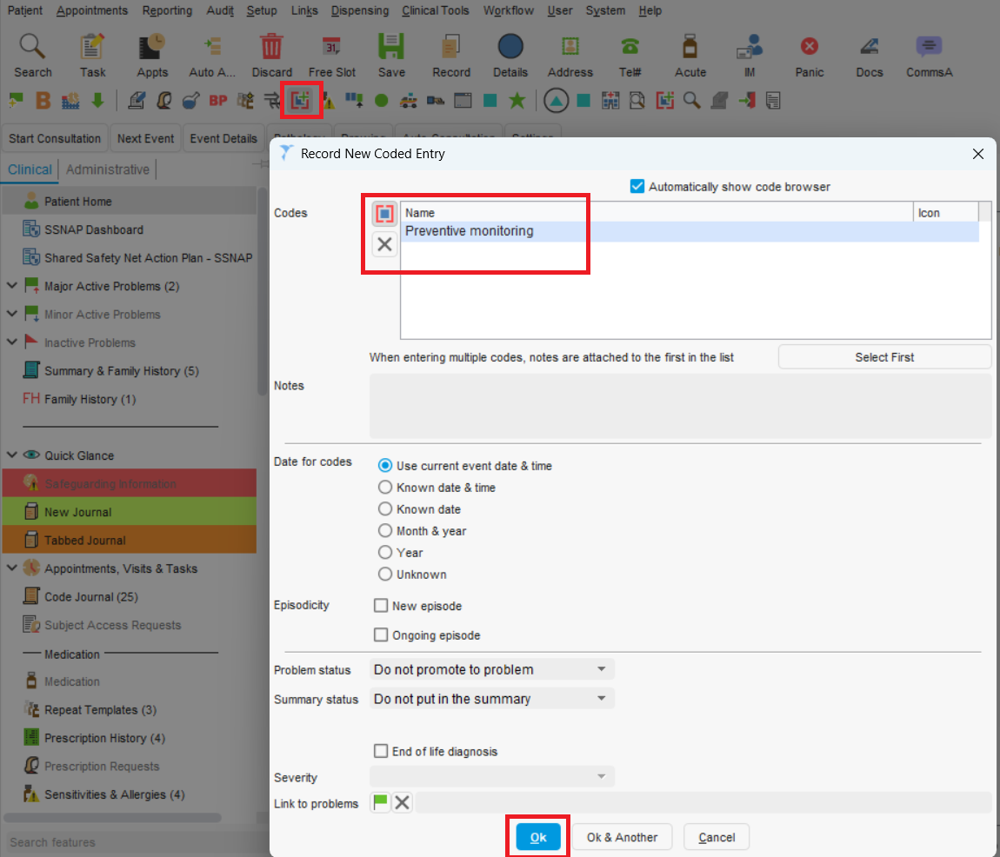 Patient Appointments Reporting Audit Setup Links Dispensing Clinical Tools Workflow User System Help
Search Task Appts Auto A... Discard Free Slot Save Record Details Address Tel# Acute IM Panic Docs CommsA
BP
Start Consultation Next Event Event Details Pathology Drawing Auto-Consultation Settings
Clinical Administrative
Patient Home
SSNAP Dashboard
Shared Safety Net Action Plan - SSNAP
Major Active Problems (2)
Minor Active Problems
Inactive Problems
Summary & Family History (5)
FH Family History (1)
Quick Glance
Safeguarding Information
New Journal
Tabbed Journal
Appointments, Visits & Tasks
Code Journal (25)
Subject Access Requests
Medication
Medication
Repeat Templates (3)
Prescription History (4)
Prescription Requests
Sensitivities & Allergies (4)
Search features
Record New Coded Entry
Automatically show code browser
Codes
Name Icon
Preventive monitoring
When entering multiple codes, notes are attached to the first in the list Select First
Notes
Date for codes
Use current event date & time
Known date & time
Known date
Month & year
Year
Unknown
Episodicity New episode
Ongoing episode
Problem status Do not promote to problem
Summary status Do not put in the summary
End of life diagnosis
Severity
Link to problems
Ok Ok & Another Cancel